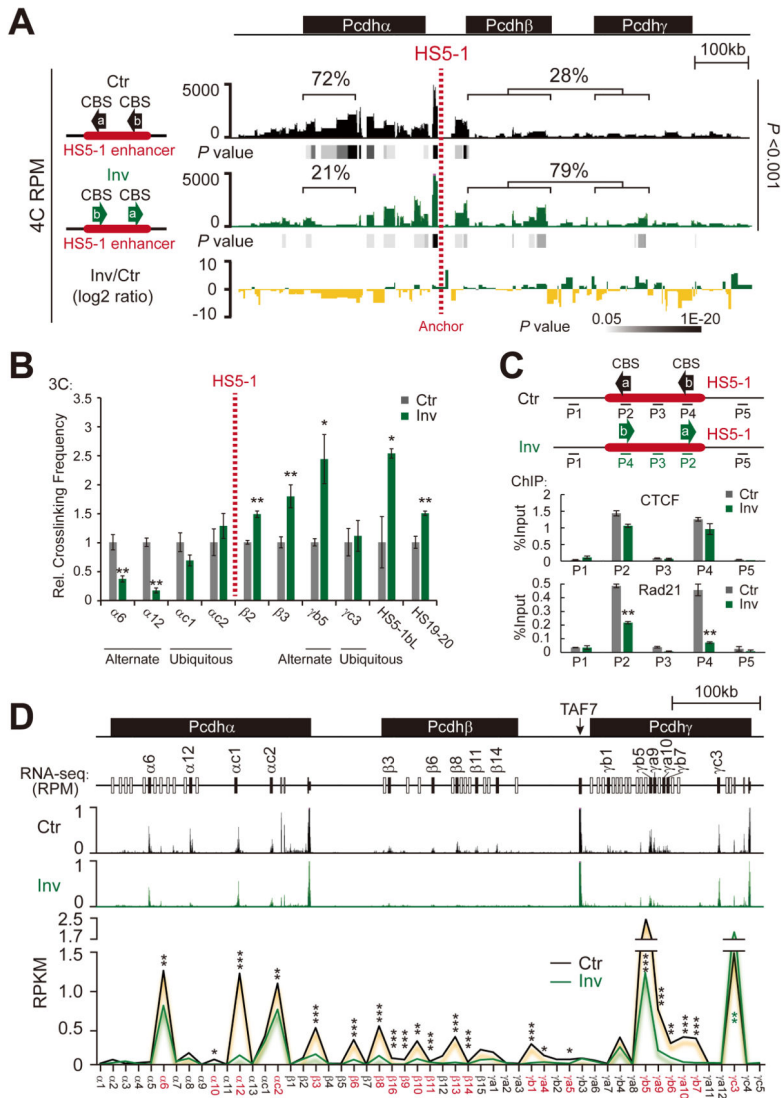 A
Pcdhα Pcdhβ Pcdhγ
HS5-1 100kb
4C RPM
Ctr
CBS CBS
a b
HS5-1 enhancer
5000
0
72% 28%
P value
P <0.001
Inv
CBS CBS
b a
HS5-1 enhancer
5000
0
21% 79%
P value
Inv/Ctr
(log2 ratio)
10
0
-10
Anchor
P value 0.05 1E-20
B
3C: HS5-1
Rel. Crosslinking Frequency
3.5
3
2.5
2
1.5
1
0.5
0
Ctr
Inv
** ** ** ** * * **
α6 α12 αc1 αc2 β2 β3 γb5 γc3 HS5-1bL HS19-20
Alternate Ubiquitous Alternate Ubiquitous
C
CBS CBS
Ctr a b HS5-1
P1 P2 P3 P4 P5
Inv b a HS5-1
P1 P4 P3 P2 P5
ChIP:
%Input
2
1.5
1
0.5
0
CTCF
Ctr
Inv
P1 P2 P3 P4 P5
%Input
0.5
0.4
0.2
0
Rad21
Ctr
Inv
** **
P1 P2 P3 P4 P5
D
100kb
TAF7
Pcdhα Pcdhβ Pcdhγ
RNA-seq:
(RPM)
α6 α12 αc1 αc2 β3 β6 β8 β11 β14 γb1 γb5 γa9 γa10 γb7 γc3
Ctr
1
0
Inv
1
0
RPKM
2.5
1.7
1.5
1.0
0.5
0
Ctr
Inv
** * *** ** *** *** *** *** *** *** *** *** *** *** * * *** *** ** *** *** **
α1 α2 α3 α4 α5 α6 α7 α8 α9 α10 α11 α12 α13 αc1 αc2 β1 β2 β3 β4 β5 β6 β7 β8 β16 β9 β10 β11 β12 β13 β14 β15 γa1 γa2 γa3 γb1 γa4 γa5 γa6 γb3 γa7 γb4 γb5 γa9 γb6 γa10 γb7 γa11 γa12 γc3 γc4 γc5